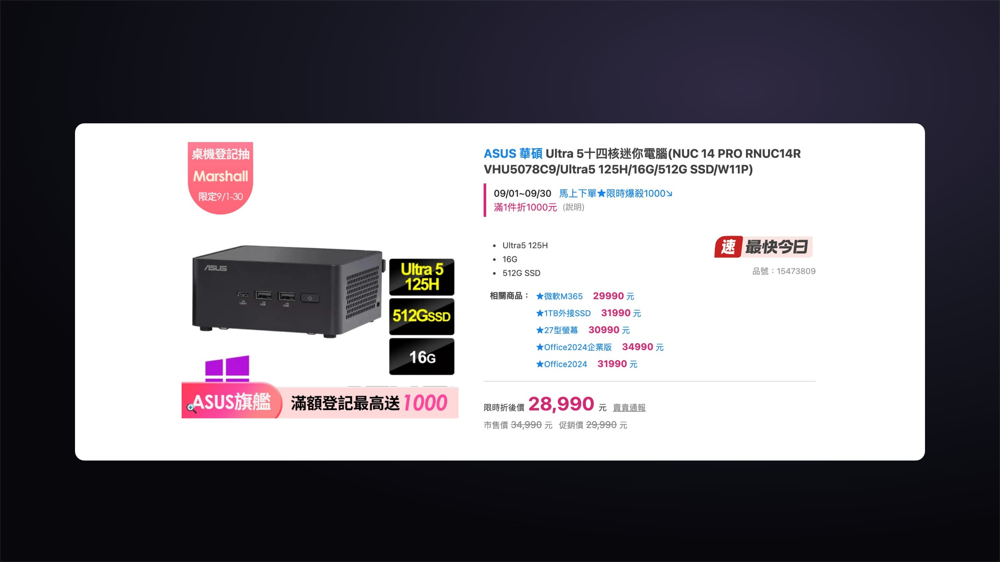 桌機登記抽
Marshall
限定9/1-30
ASUS
USB
USB
USB
Ultra 5
125H
512GSSD
16G
ASUS旗艦
滿額登記最高送1000
ASUS 華碩 Ultra 5十四核迷你電腦(NUC 14 PRO RNUC14R
VHU5078C9/Ultra5 125H/16G/512G SSD/W11P)
09/01~09/30 馬上下單★限時爆殺1000↘
滿1件折1000元 (說明)
• Ultra5 125H
• 16G
• 512G SSD
速 最快今日
品號：15473809
相關商品： ★微軟M365 29990 元
★1TB外接SSD 31990 元
★27型螢幕 30990 元
★Office2024企業版 34990 元
★Office2024 31990 元
限時折後價 28,990 元 賣貴通報
市售價 34,990 元 促銷價 29,990 元